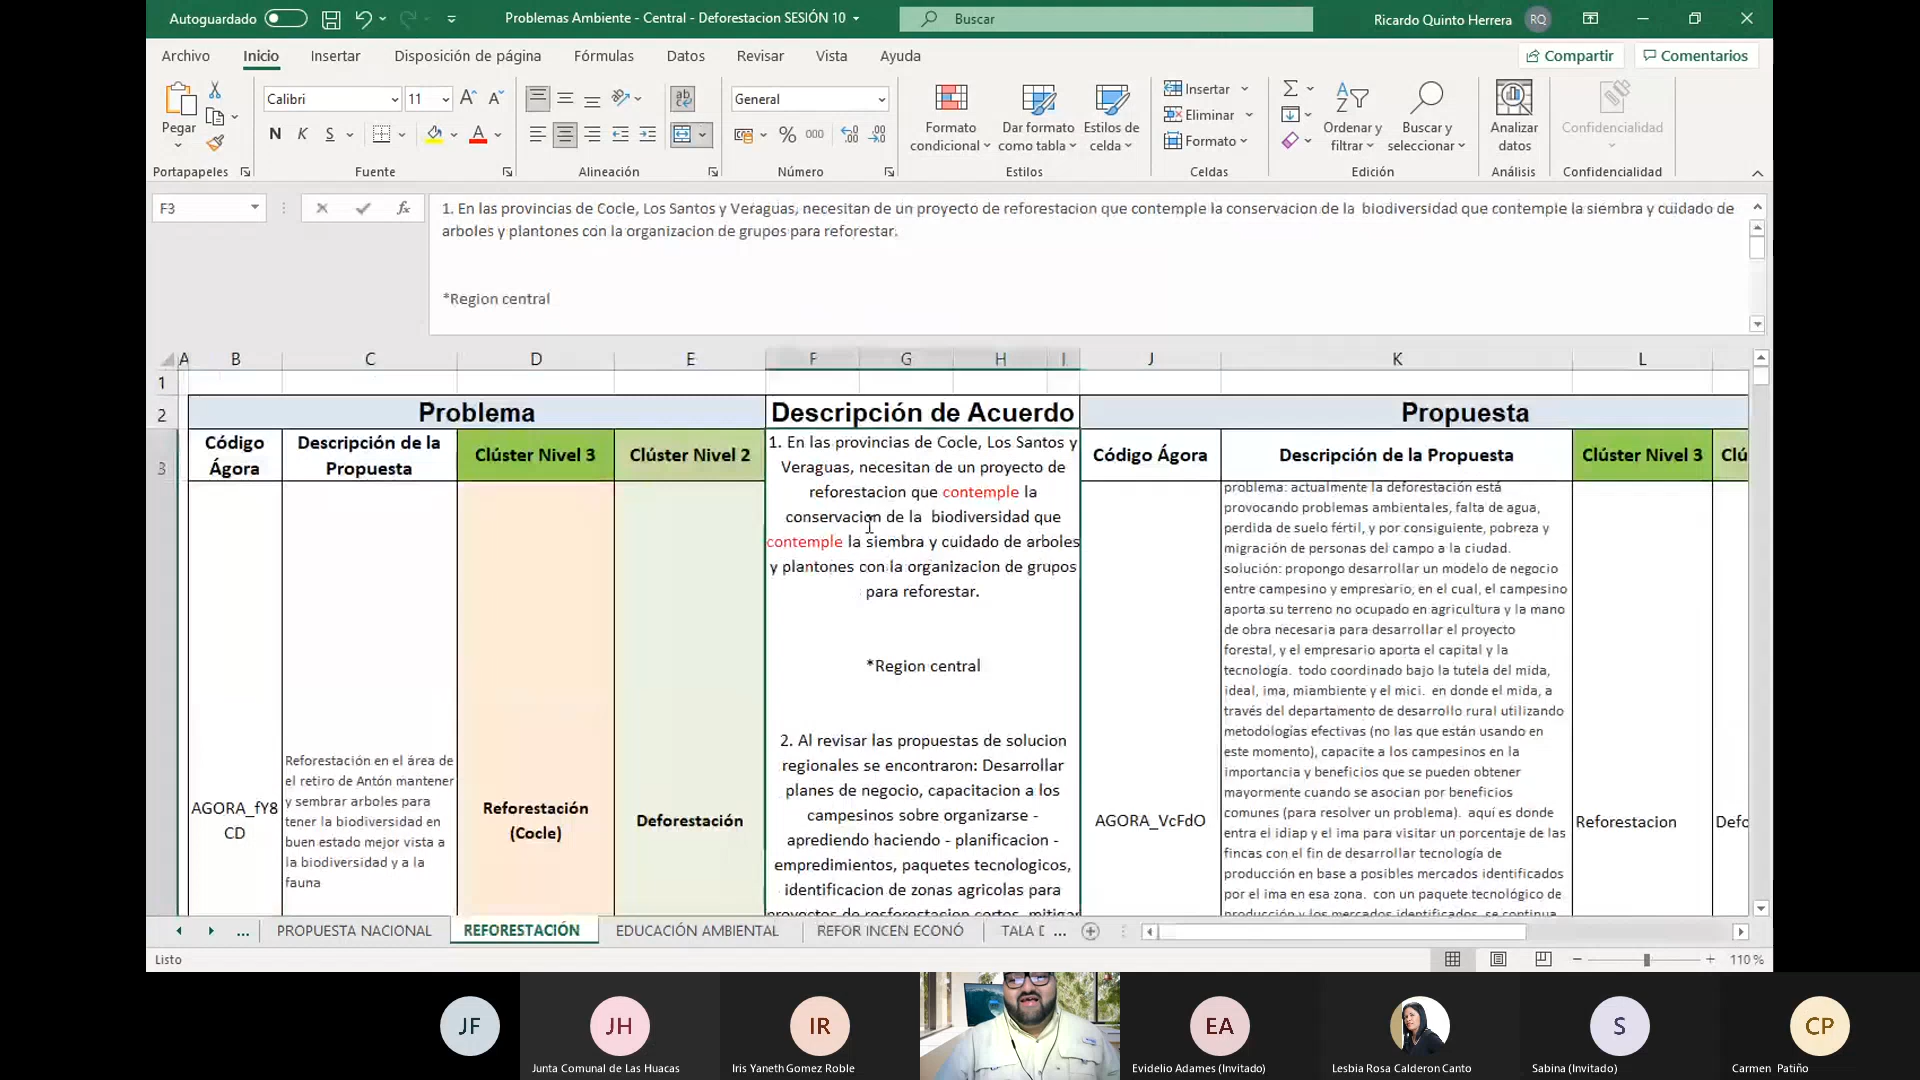 Autoguardado
Problemas Ambiente - Central - Deforestacion SESIÓN 10
Buscar
Ricardo Quinto Herrera
RQ
Archivo Inicio Insertar Disposición de página Fórmulas Datos Revisar Vista Ayuda
Compartir
Comentarios
Pegar
Calibri 11
N K S
General
% 000
Formato condicional
Dar formato como tabla
Estilos de celda
Insertar
Eliminar
Formato
Ordenar y filtrar
Buscar y seleccionar
Analizar datos
Confidencialidad
Portapapeles Fuente Alineación Número Estilos Celdas Edición Análisis Confidencialidad
F3
fx
1. En las provincias de Cocle, Los Santos y Veraguas, necesitan de un proyecto de reforestacion que contemple la conservacion de la biodiversidad que contemple la siembra y cuidado de
arboles y plantones con la organizacion de grupos para reforestar.
*Region central
A B C D E F G H I J K L
1
2
3
Problema
Descripción de Acuerdo
Propuesta
Código Ágora
Descripción de la Propuesta
Clúster Nivel 3
Clúster Nivel 2
1. En las provincias de Cocle, Los Santos y
Veraguas, necesitan de un proyecto de
reforestacion que contemple la
conservacion de la biodiversidad que
contemple la siembra y cuidado de arboles
y plantones con la organizacion de grupos
para reforestar.
*Region central
2. Al revisar las propuestas de solucion
regionales se encontraron: Desarrollar
planes de negocio, capacitacion a los
campesinos sobre organizarse -
aprediendo haciendo - planificacion -
empredimientos, paquetes tecnologicos,
identificacion de zonas agricolas para
Código Ágora
Descripción de la Propuesta
Clúster Nivel 3
Clú
AGORA_fY8
CD
Reforestación en el área de
el retiro de Antón mantener
y sembrar arboles para
tener la biodiversidad en
buen estado mejor vista a
la biodiversidad y a la
fauna
Reforestación
(Cocle)
Deforestación
AGORA_VcFdO
problema: actualmente la deforestación está
provocando problemas ambientales, falta de agua,
perdida de suelo fértil, y por consiguiente, pobreza y
migración de personas del campo a la ciudad.
solución: propongo desarrollar un modelo de negocio
entre campesino y empresario, en el cual, el campesino
aporta su terreno no ocupado en agricultura y la mano
de obra necesaria para desarrollar el proyecto
forestal, y el empresario aporta el capital y la
tecnología. todo coordinado bajo la tutela del mida,
ideal, ima, miambiente y el mici. en donde el mida, a
través del departamento de desarrollo rural utilizando
metodologías efectivas (no las que están usando en
este momento), capacite a los campesinos en la
importancia y beneficios que se pueden obtener
mayormente cuando se asocian por beneficios
comunes (para resolver un problema). aquí es donde
entra el idiap y el ima para visitar un porcentaje de las
fincas con el fin de desarrollar tecnología de
producción en base a posibles mercados identificados
por el ima en esa zona. con un paquete tecnológico de
Reforestacion
Defo
... PROPUESTA NACIONAL REFORESTACIÓN EDUCACIÓN AMBIENTAL REFOR INCEN ECONÓ TALA D ...
Listo
110 %
JF
JH
Junta Comunal de Las Huacas
IR
Iris Yaneth Gomez Roble
EA
Evidelio Adames (Invitado)
Lesbia Rosa Calderon Canto
S
Sabina (Invitado)
CP
Carmen Patiño